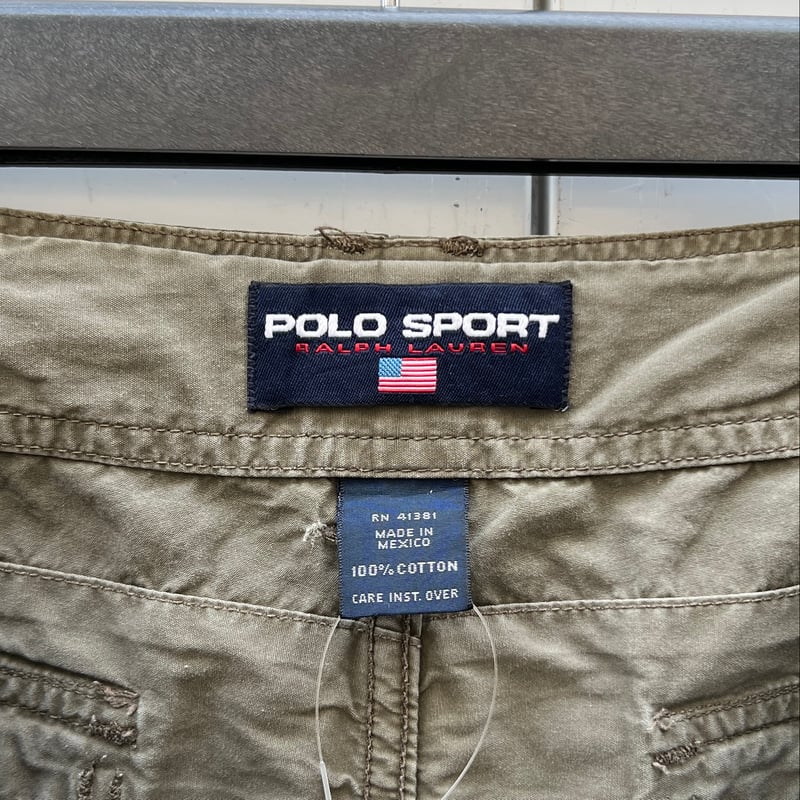 POLO SPORT
RALPH LAUREN
RN 41381
MADE IN
MEXICO
100% COTTON
CARE INST. OVER